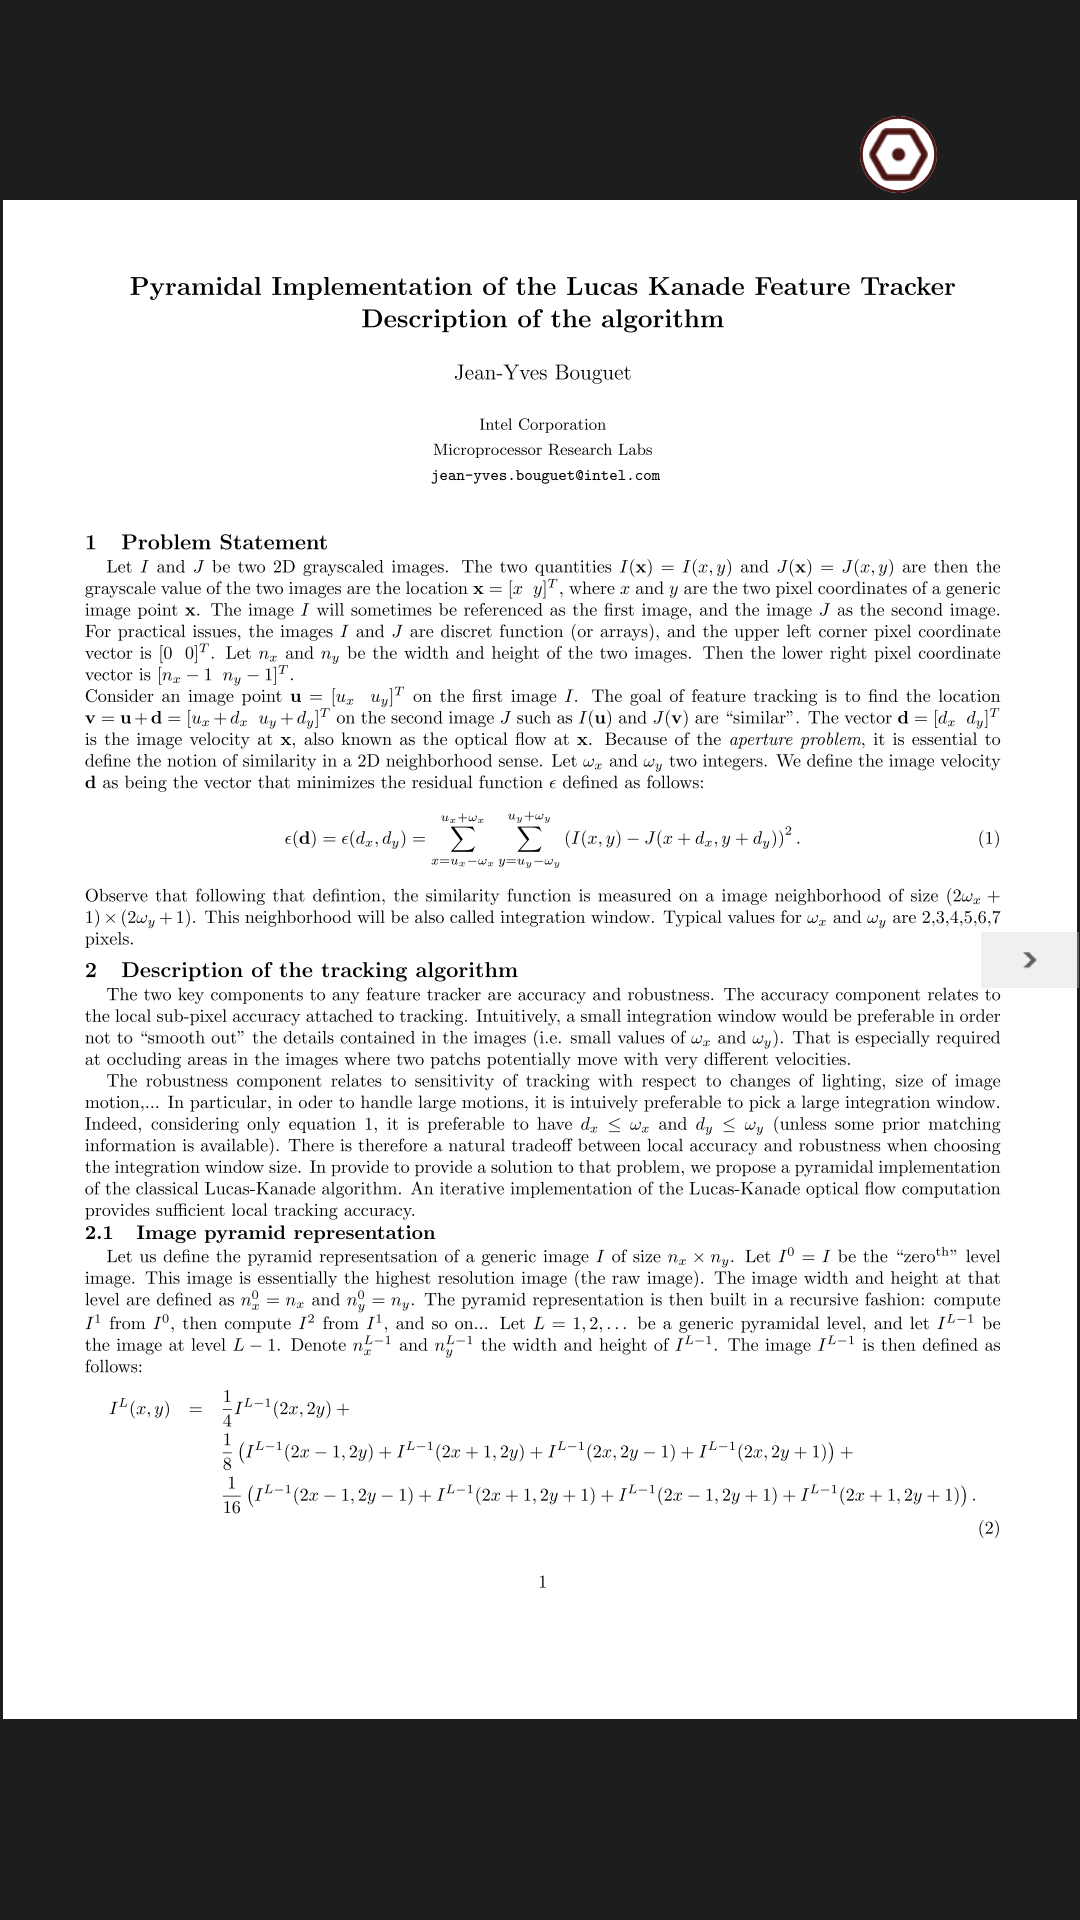 Pyramidal Implementation of the Lucas Kanade Feature Tracker
Description of the algorithm
Jean-Yves Bouguet
Intel Corporation
Microprocessor Research Labs
jean-yves.bouguet@intel.com
1 Problem Statement
Let I and J be two 2D grayscaled images. The two quantities I(x) = I(x, y) and J(x) = J(x, y) are then the
grayscale value of the two images are the location x = [x y]^T, where x and y are the two pixel coordinates of a generic
image point x. The image I will sometimes be referenced as the first image, and the image J as the second image.
For practical issues, the images I and J are discret function (or arrays), and the upper left corner pixel coordinate
vector is [0 0]^T. Let n_x and n_y be the width and height of the two images. Then the lower right pixel coordinate
vector is [n_x − 1 n_y − 1]^T.
Consider an image point u = [u_x u_y]^T on the first image I. The goal of feature tracking is to find the location
v = u + d = [u_x + d_x u_y + d_y]^T on the second image J such as I(u) and J(v) are “similar”. The vector d = [d_x d_y]^T
is the image velocity at x, also known as the optical flow at x. Because of the aperture problem, it is essential to
define the notion of similarity in a 2D neighborhood sense. Let ω_x and ω_y two integers. We define the image velocity
d as being the vector that minimizes the residual function ϵ defined as follows:
ϵ(d) = ϵ(d_x, d_y) = ∑_{x=u_x−ω_x}^{u_x+ω_x} ∑_{y=u_y−ω_y}^{u_y+ω_y} (I(x, y) − J(x + d_x, y + d_y))^2 . (1)
Observe that following that defintion, the similarity function is measured on a image neighborhood of size (2ω_x +
1) × (2ω_y + 1). This neighborhood will be also called integration window. Typical values for ω_x and ω_y are 2,3,4,5,6,7
pixels.
2 Description of the tracking algorithm
The two key components to any feature tracker are accuracy and robustness. The accuracy component relates to
the local sub-pixel accuracy attached to tracking. Intuitively, a small integration window would be preferable in order
not to “smooth out” the details contained in the images (i.e. small values of ω_x and ω_y). That is especially required
at occluding areas in the images where two patchs potentially move with very different velocities.
The robustness component relates to sensitivity of tracking with respect to changes of lighting, size of image
motion,... In particular, in oder to handle large motions, it is intuively preferable to pick a large integration window.
Indeed, considering only equation 1, it is preferable to have d_x ≤ ω_x and d_y ≤ ω_y (unless some prior matching
information is available). There is therefore a natural tradeoff between local accuracy and robustness when choosing
the integration window size. In provide to provide a solution to that problem, we propose a pyramidal implementation
of the classical Lucas-Kanade algorithm. An iterative implementation of the Lucas-Kanade optical flow computation
provides sufficient local tracking accuracy.
2.1 Image pyramid representation
Let us define the pyramid representsation of a generic image I of size n_x × n_y. Let I^0 = I be the “zero^th” level
image. This image is essentially the highest resolution image (the raw image). The image width and height at that
level are defined as n_x^0 = n_x and n_y^0 = n_y. The pyramid representation is then built in a recursive fashion: compute
I^1 from I^0, then compute I^2 from I^1, and so on... Let L = 1, 2, . . . be a generic pyramidal level, and let I^{L−1} be
the image at level L − 1. Denote n_x^{L−1} and n_y^{L−1} the width and height of I^{L−1}. The image I^{L−1} is then defined as
follows:
I^L(x, y) = 1/4 I^{L−1}(2x, 2y) +
1/8 (I^{L−1}(2x − 1, 2y) + I^{L−1}(2x + 1, 2y) + I^{L−1}(2x, 2y − 1) + I^{L−1}(2x, 2y + 1)) +
1/16 (I^{L−1}(2x − 1, 2y − 1) + I^{L−1}(2x + 1, 2y + 1) + I^{L−1}(2x − 1, 2y + 1) + I^{L−1}(2x + 1, 2y + 1)) .
(2)
1